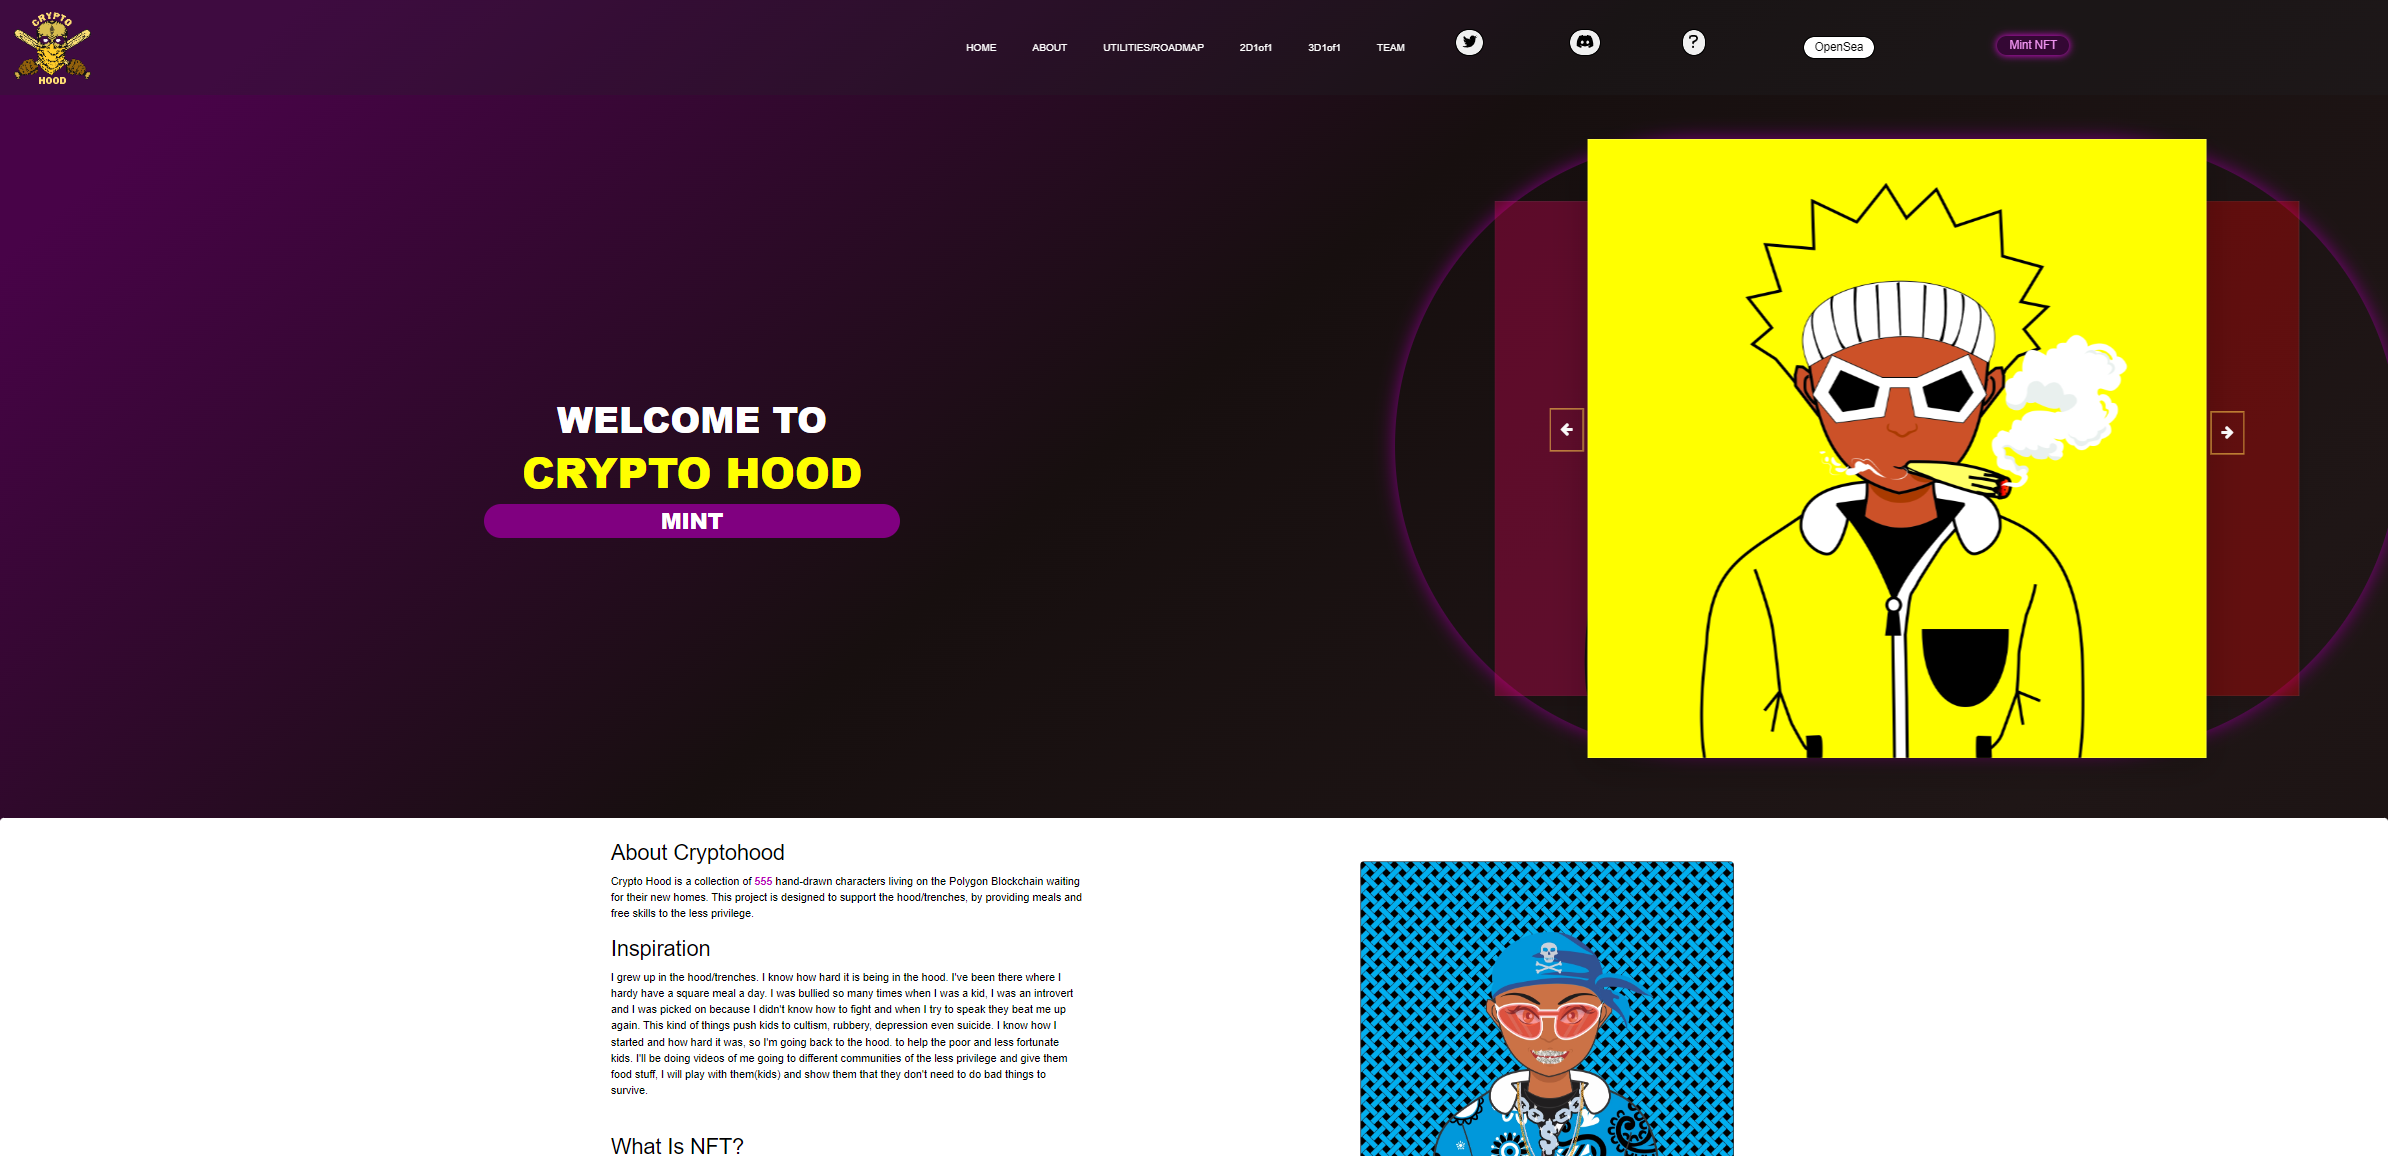 CRYPTO
HOOD
HOME ABOUT UTILITIES/ROADMAP 2D1of1 3D1of1 TEAM ? OpenSea Mint NFT
WELCOME TO
CRYPTO HOOD
MINT
About Cryptohood
Crypto Hood is a collection of 555 hand-drawn characters living on the Polygon Blockchain waiting
for their new homes. This project is designed to support the hood/trenches, by providing meals and
free skills to the less privilege.
Inspiration
I grew up in the hood/trenches. I know how hard it is being in the hood. I've been there where I
hardy have a square meal a day. I was bullied so many times when I was a kid, I was an introvert
and I was picked on because I didn't know how to fight and when I try to speak they beat me up
again. This kind of things push kids to cultism, rubbery, depression even suicide. I know how I
started and how hard it was, so I'm going back to the hood. to help the poor and less fortunate
kids. I'll be doing videos of me going to different communities of the less privilege and give them
food stuff, I will play with them(kids) and show them that they don't need to do bad things to
survive.
What Is NFT?